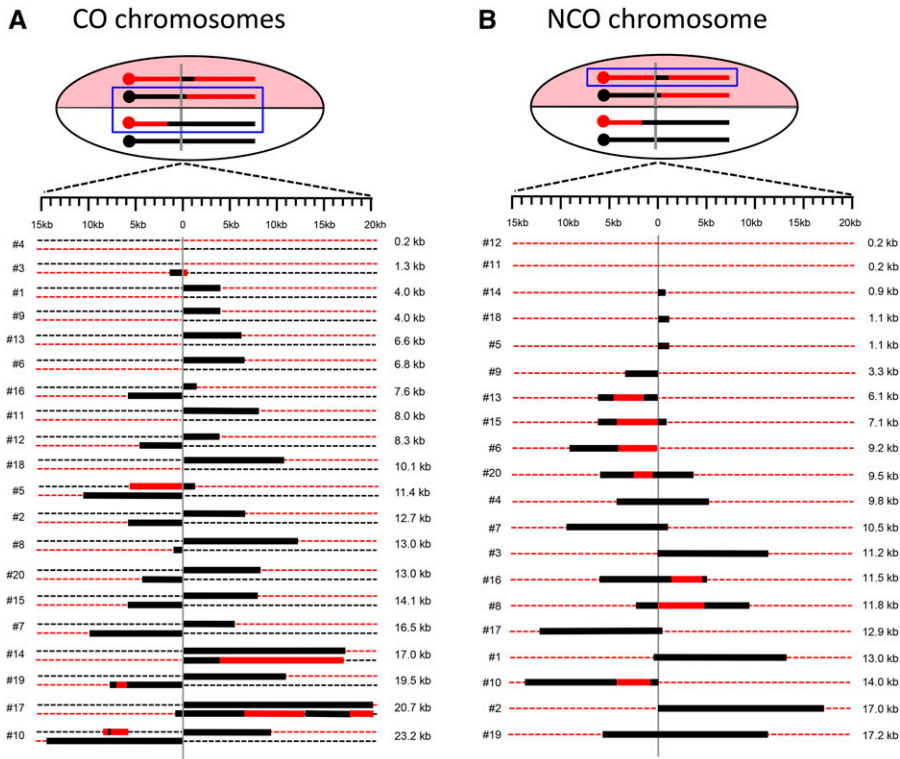 A CO chromosomes
15kb 10kb 5kb 0 5kb 10kb 15kb 20Kb
#4 0.2 kb
#3 1.3 kb
#1 4.0 kb
#9 4.0 kb
#13 6.6 kb
#6 6.8 kb
#16 7.6 kb
#11 8.0 kb
#12 8.3 kb
#18 10.1 kb
#5 11.4 kb
#2 12.7 kb
#8 13.0 kb
#20 13.0 kb
#15 14.1 kb
#7 16.5 kb
#14 17.0 kb
#19 19.5 kb
#17 20.7 kb
#10 23.2 kb
B NCO chromosome
15kb 10kb 5kb 0 5kb 10kb 15kb 20Kb
#12 0.2 kb
#11 0.2 kb
#14 0.9 kb
#18 1.1 kb
#5 1.1 kb
#9 3.3 kb
#13 6.1 kb
#15 7.1 kb
#6 9.2 kb
#20 9.5 kb
#4 9.8 kb
#7 10.5 kb
#3 11.2 kb
#16 11.5 kb
#8 11.8 kb
#17 12.9 kb
#1 13.0 kb
#10 14.0 kb
#2 17.0 kb
#19 17.2 kb